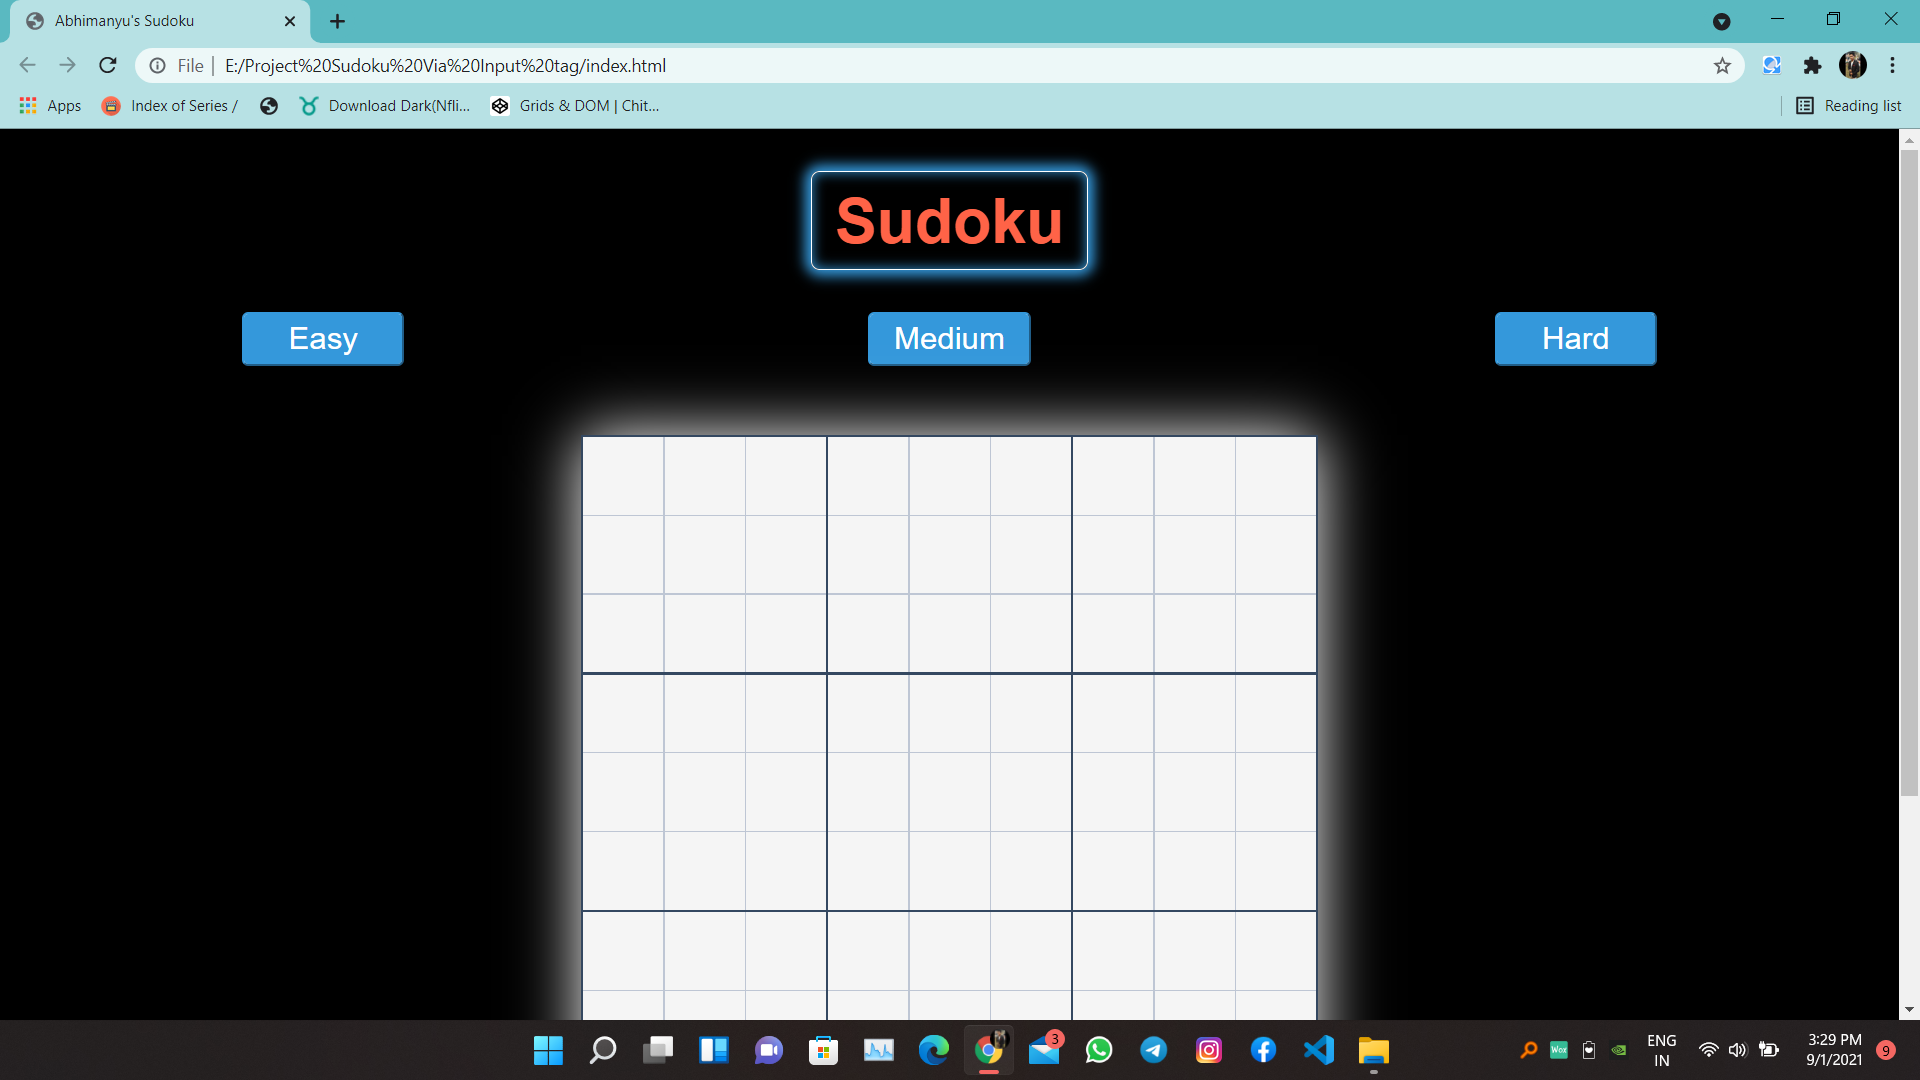 Abhimanyu's Sudoku
File | E:/Project%20Sudoku%20Via%20Input%20tag/index.html
Apps Index of Series / Download Dark(Nfli... Grids & DOM | Chit... Reading list
Sudoku
Easy Medium Hard
3
Wox
ENG
IN
3:29 PM
9/1/2021
9